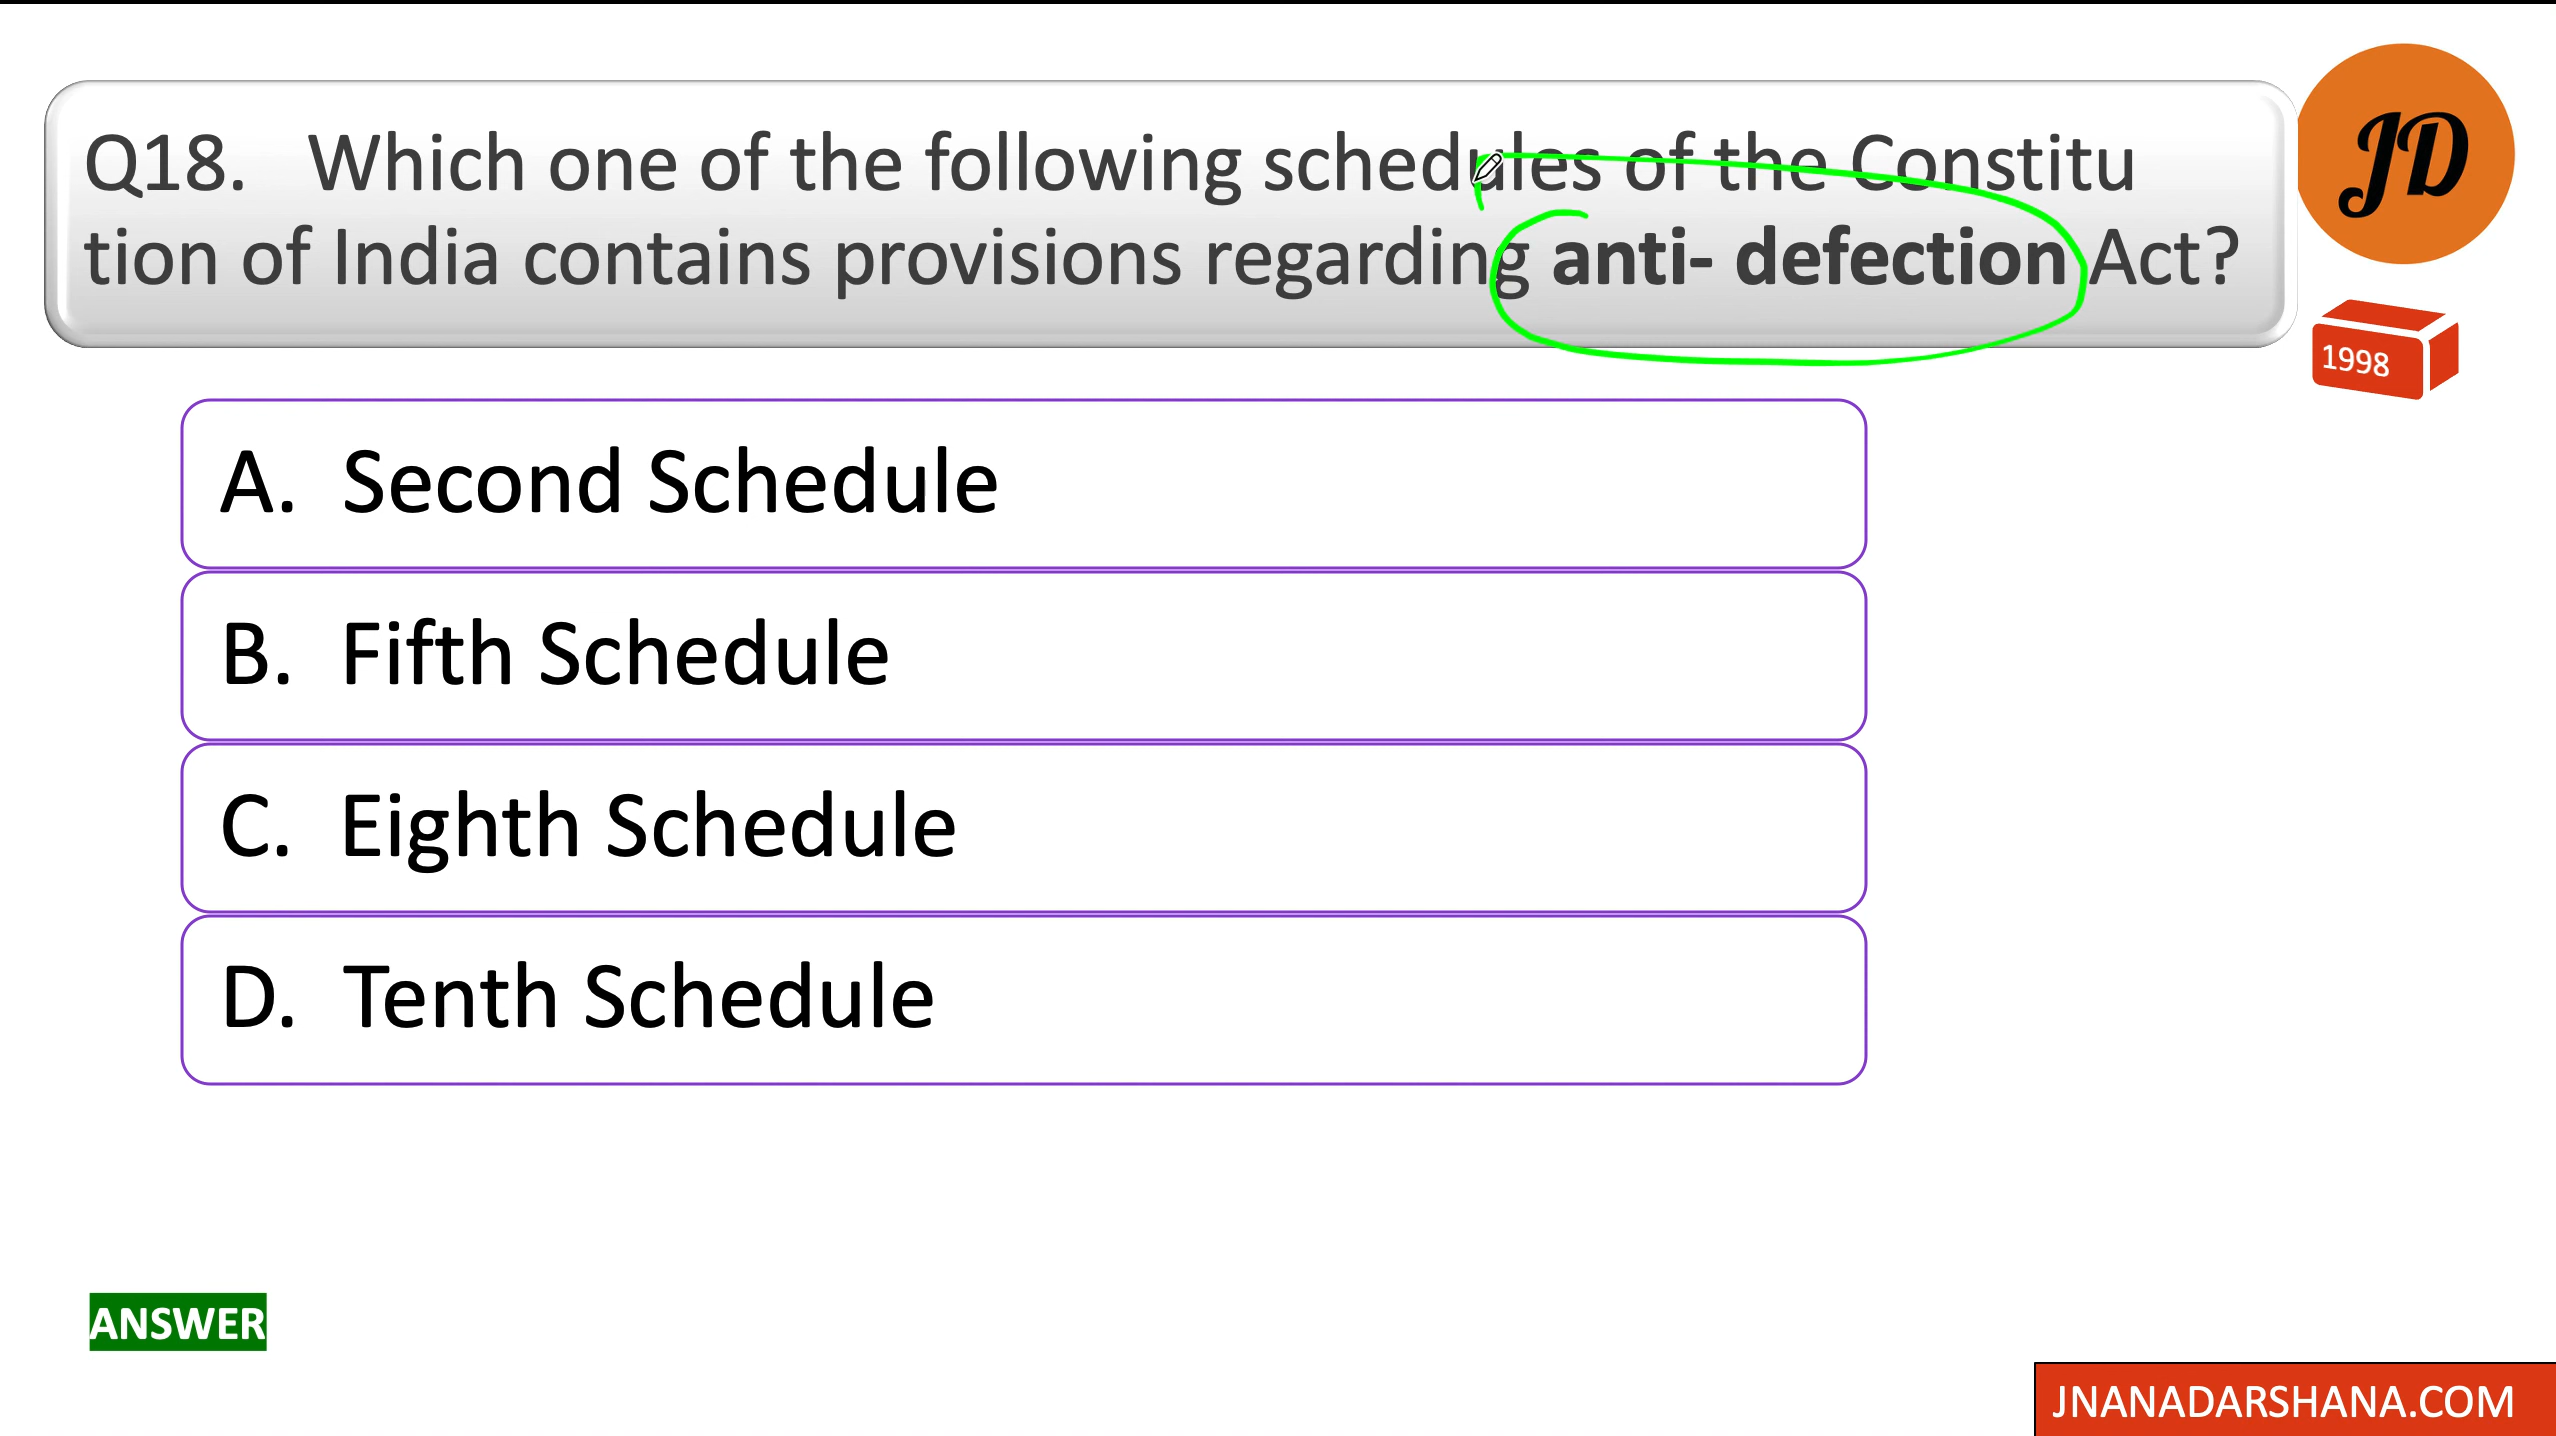 Q18. Which one of the following schedules of the Constitu
tion of India contains provisions regarding anti- defection Act?
JD
1998
A. Second Schedule
B. Fifth Schedule
C. Eighth Schedule
D. Tenth Schedule
ANSWER
JNANADARSHANA.COM